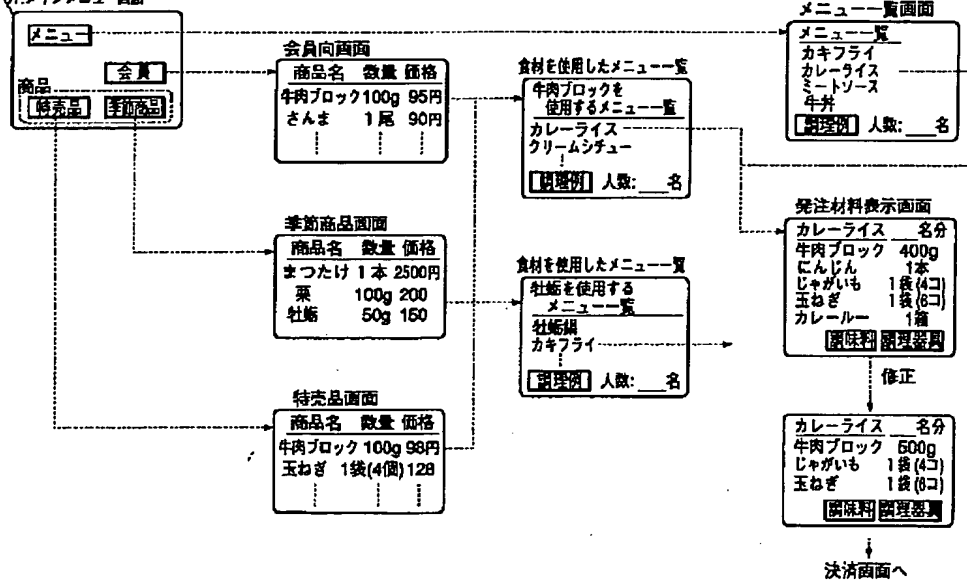 メインメニュー画面
メニュー
会員
商品
特売品 季節商品
会員向画面
商品名 数量 価格
牛肉ブロック100g 95円
さんま 1尾 90円
季節商品画面
商品名 数量 価格
まつたけ 1本 2500円
栗 100g 200
牡蛎 50g 150
特売品画面
商品名 数量 価格
牛肉ブロック 100g 98円
玉ねぎ 1袋(4個)128
食材を使用したメニュー一覧
牛肉ブロックを
使用するメニュー一覧
カレーライス
クリームシチュー
調理例 人数: 名
食材を使用したメニュー一覧
牡蛎を使用する
メニュー一覧
牡蛎鍋
カキフライ
調理例 人数: 名
メニュー一覧画面
メニュー一覧
カキフライ
カレーライス
ミートソース
牛丼
調理例 人数: 名
発注材料表示画面
カレーライス 名分
牛肉ブロック 400g
にんじん 1本
じゃがいも 1袋(4コ)
玉ねぎ 1袋(6コ)
カレールー 1箱
調味料 調理器具
修正
カレーライス 名分
牛肉ブロック 500g
じゃがいも 1袋(4コ)
玉ねぎ 1袋(6コ)
調味料 調理器具
決済画面へ